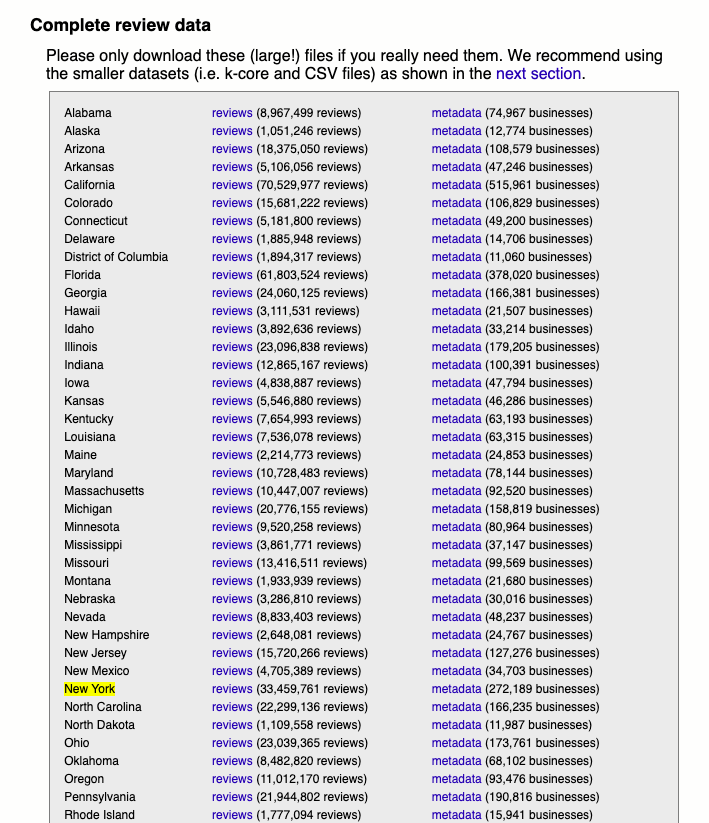 Complete review data
Please only download these (large!) files if you really need them. We recommend using
the smaller datasets (i.e. k-core and CSV files) as shown in the next section.
Alabama reviews (8,967,499 reviews) metadata (74,967 businesses)
Alaska reviews (1,051,246 reviews) metadata (12,774 businesses)
Arizona reviews (18,375,050 reviews) metadata (108,579 businesses)
Arkansas reviews (5,106,056 reviews) metadata (47,246 businesses)
California reviews (70,529,977 reviews) metadata (515,961 businesses)
Colorado reviews (15,681,222 reviews) metadata (106,829 businesses)
Connecticut reviews (5,181,800 reviews) metadata (49,200 businesses)
Delaware reviews (1,885,948 reviews) metadata (14,706 businesses)
District of Columbia reviews (1,894,317 reviews) metadata (11,060 businesses)
Florida reviews (61,803,524 reviews) metadata (378,020 businesses)
Georgia reviews (24,060,125 reviews) metadata (166,381 businesses)
Hawaii reviews (3,111,531 reviews) metadata (21,507 businesses)
Idaho reviews (3,892,636 reviews) metadata (33,214 businesses)
Illinois reviews (23,096,838 reviews) metadata (179,205 businesses)
Indiana reviews (12,865,167 reviews) metadata (100,391 businesses)
Iowa reviews (4,838,887 reviews) metadata (47,794 businesses)
Kansas reviews (5,546,880 reviews) metadata (46,286 businesses)
Kentucky reviews (7,654,993 reviews) metadata (63,193 businesses)
Louisiana reviews (7,536,078 reviews) metadata (63,315 businesses)
Maine reviews (2,214,773 reviews) metadata (24,853 businesses)
Maryland reviews (10,728,483 reviews) metadata (78,144 businesses)
Massachusetts reviews (10,447,007 reviews) metadata (92,520 businesses)
Michigan reviews (20,776,155 reviews) metadata (158,819 businesses)
Minnesota reviews (9,520,258 reviews) metadata (80,964 businesses)
Mississippi reviews (3,861,771 reviews) metadata (37,147 businesses)
Missouri reviews (13,416,511 reviews) metadata (99,569 businesses)
Montana reviews (1,933,939 reviews) metadata (21,680 businesses)
Nebraska reviews (3,286,810 reviews) metadata (30,016 businesses)
Nevada reviews (8,833,403 reviews) metadata (48,237 businesses)
New Hampshire reviews (2,648,081 reviews) metadata (24,767 businesses)
New Jersey reviews (15,720,266 reviews) metadata (127,276 businesses)
New Mexico reviews (4,705,389 reviews) metadata (34,703 businesses)
New York reviews (33,459,761 reviews) metadata (272,189 businesses)
North Carolina reviews (22,299,136 reviews) metadata (166,235 businesses)
North Dakota reviews (1,109,558 reviews) metadata (11,987 businesses)
Ohio reviews (23,039,365 reviews) metadata (173,761 businesses)
Oklahoma reviews (8,482,820 reviews) metadata (68,102 businesses)
Oregon reviews (11,012,170 reviews) metadata (93,476 businesses)
Pennsylvania reviews (21,944,802 reviews) metadata (190,816 businesses)
Rhode Island reviews (1,777,094 reviews) metadata (15,941 businesses)